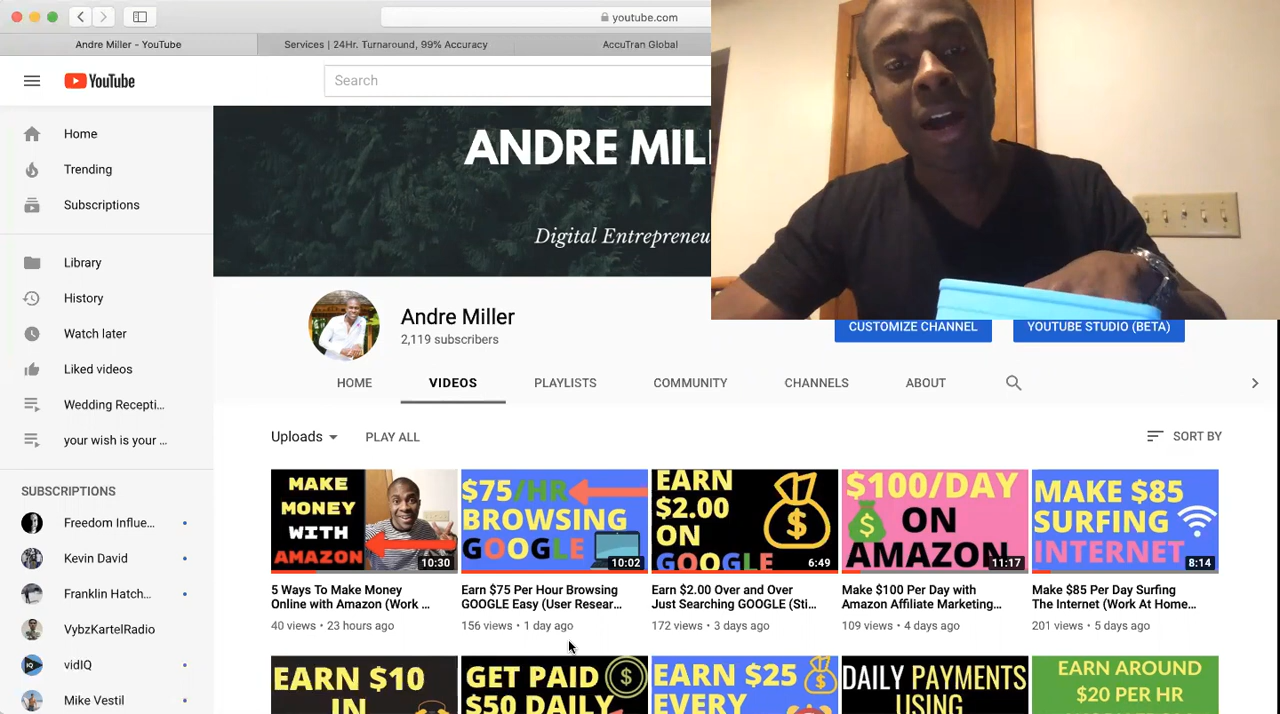 youtube.com
Andre Miller - YouTube
Services | 24Hr. Turnaround, 99% Accuracy
AccuTran Global
YouTube
Search
Home
Trending
Subscriptions
Library
History
Watch later
Liked videos
Wedding Recepti...
your wish is your ...
SUBSCRIPTIONS
Freedom Influe...
Kevin David
Franklin Hatch...
VybzKartelRadio
vidIQ
Mike Vestil
ANDRE MIL
Digital Entrepreneu
Andre Miller
2,119 subscribers
CUSTOMIZE CHANNEL
YOUTUBE STUDIO (BETA)
HOME
VIDEOS
PLAYLISTS
COMMUNITY
CHANNELS
ABOUT
Uploads
PLAY ALL
SORT BY
MAKE
MONEY
WITH
AMAZON
10:30
5 Ways To Make Money
Online with Amazon (Work ...
40 views • 23 hours ago
$75/HR
BROWSING
GOOGLE
10:02
Earn $75 Per Hour Browsing
GOOGLE Easy (User Resear...
156 views • 1 day ago
EARN
$2.00
ON
GOOGLE
6:49
Earn $2.00 Over and Over
Just Searching GOOGLE (Sti...
172 views • 3 days ago
$100/DAY
ON
AMAZON
11:17
Make $100 Per Day with
Amazon Affiliate Marketing...
109 views • 4 days ago
MAKE $85
SURFING
INTERNET
8:14
Make $85 Per Day Surfing
The Internet (Work At Home...
201 views • 5 days ago
EARN $10
IN
GET PAID
$50 DAILY
EARN $25
EVERY
DAILY PAYMENTS
USING
EARN AROUND
$20 PER HR